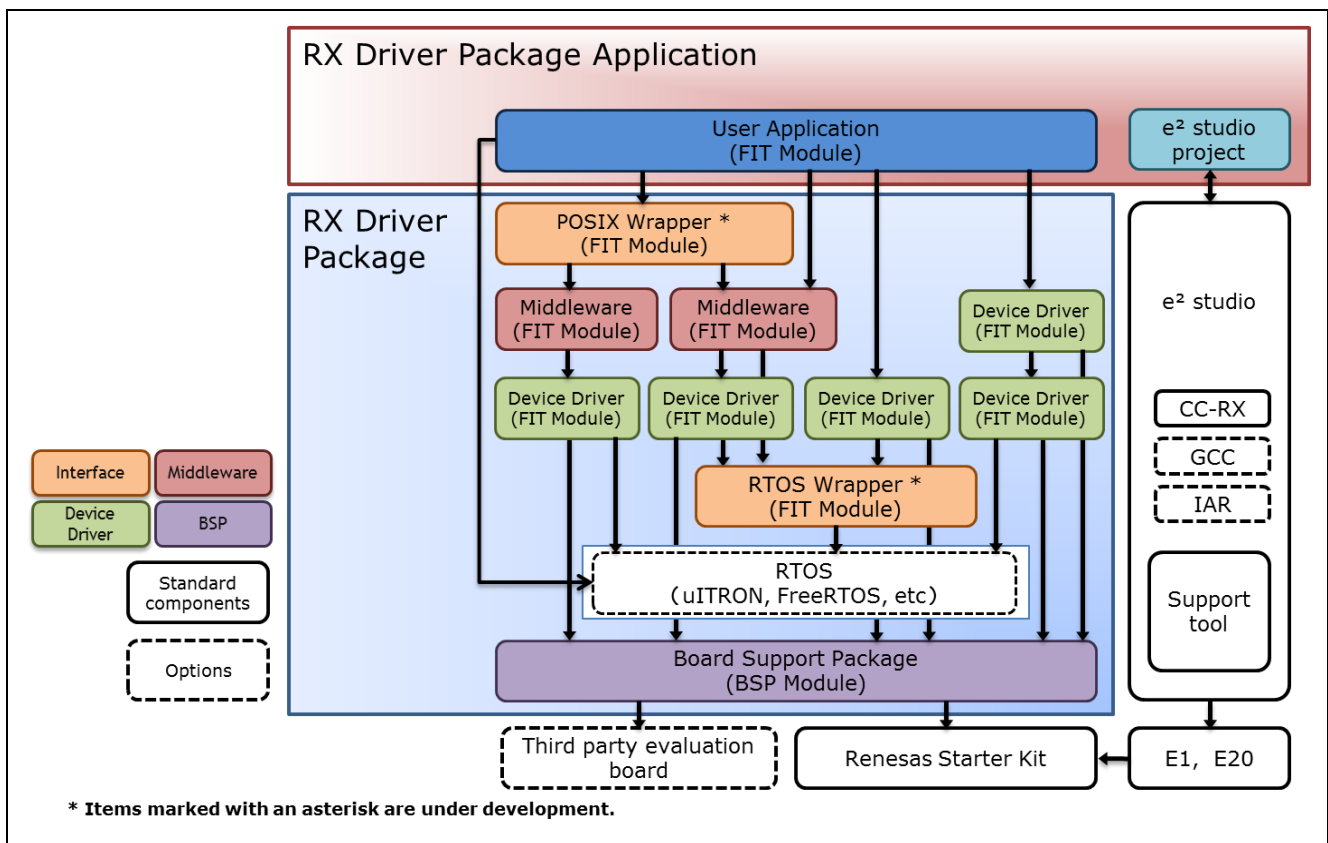 RX Driver Package Application
User Application
(FIT Module)
e² studio
project
RX Driver
Package
POSIX Wrapper *
(FIT Module)
Middleware
(FIT Module)
Middleware
(FIT Module)
Device Driver
(FIT Module)
e² studio
Device Driver
(FIT Module)
Device Driver
(FIT Module)
Device Driver
(FIT Module)
Device Driver
(FIT Module)
CC-RX
GCC
IAR
Interface
Middleware
Device
Driver
BSP
RTOS Wrapper *
(FIT Module)
Standard
components
RTOS
(uITRON, FreeRTOS, etc)
Support
tool
Options
Board Support Package
(BSP Module)
Third party evaluation
board
Renesas Starter Kit
E1, E20
* Items marked with an asterisk are under development.